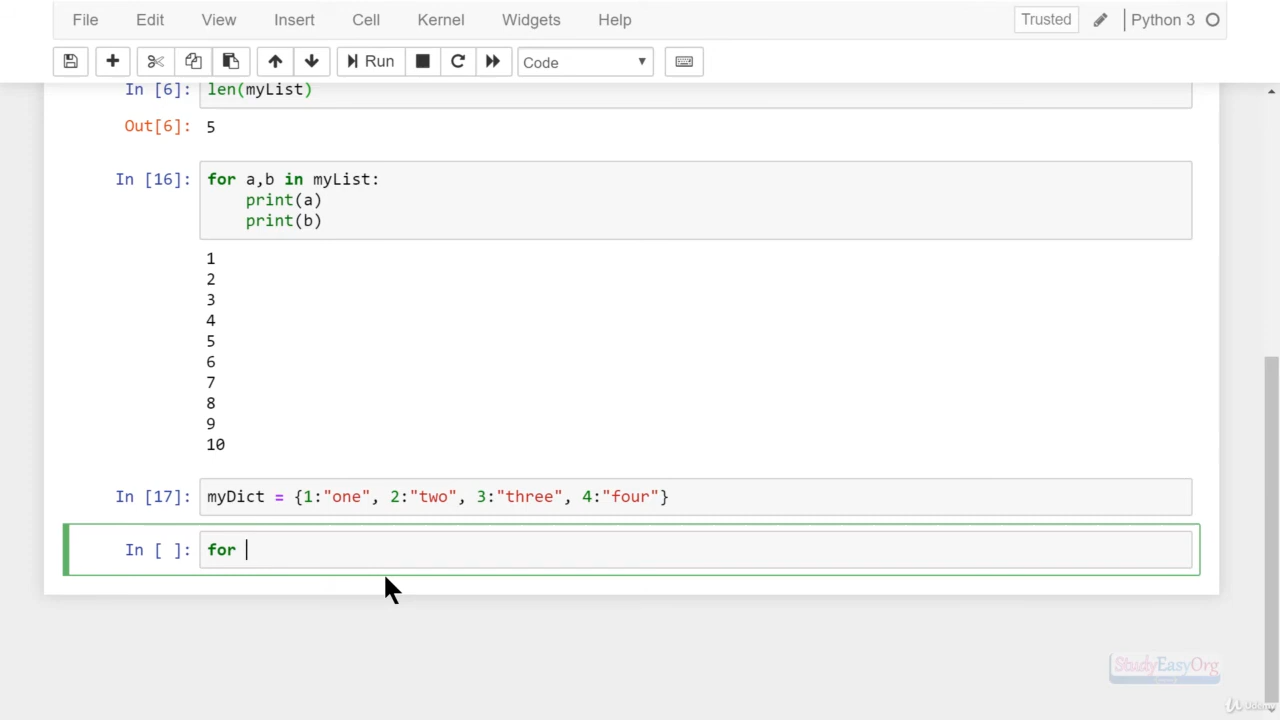 File Edit View Insert Cell Kernel Widgets Help Trusted Python 3
Run Code
In [6]: len(myList)
Out[6]: 5
In [16]: for a,b in myList:
print(a)
print(b)
1
2
3
4
5
6
7
8
9
10
In [17]: myDict = {1:"one", 2:"two", 3:"three", 4:"four"}
In [ ]: for
StudyEasyOrg
Udemy